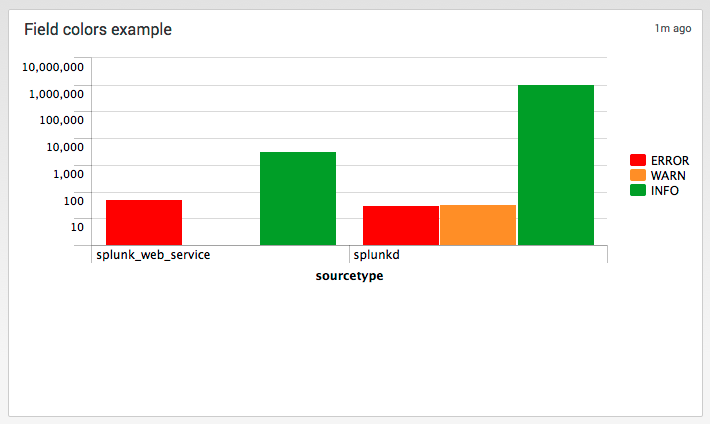 Field colors example
1m ago
10,000,000
1,000,000
100,000
10,000
1,000
100
10
ERROR
WARN
INFO
splunk_web_service
splunkd
sourcetype